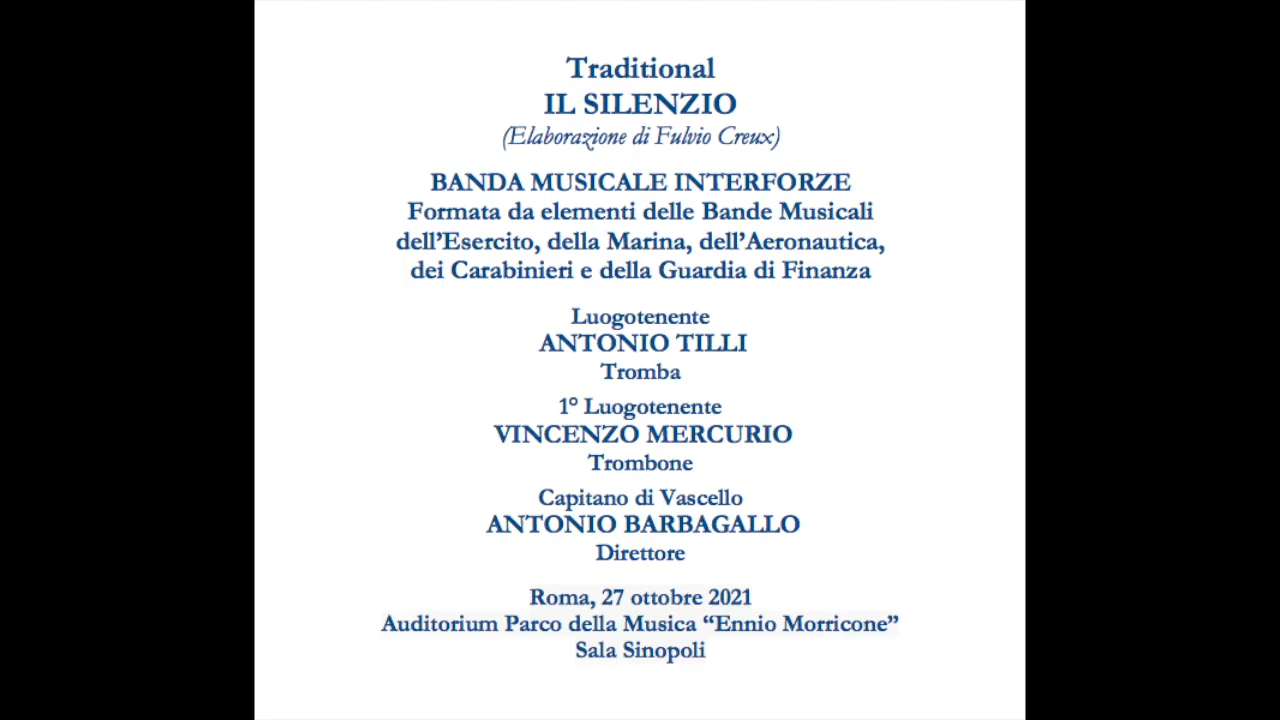 Traditional
IL SILENZIO
(Elaborazione di Fulvio Creux)
BANDA MUSICALE INTERFORZE
Formata da elementi delle Bande Musicali
dell’Esercito, della Marina, dell’Aeronautica,
dei Carabinieri e della Guardia di Finanza
Luogotenente
ANTONIO TILLI
Tromba
1° Luogotenente
VINCENZO MERCURIO
Trombone
Capitano di Vascello
ANTONIO BARBAGALLO
Direttore
Roma, 27 ottobre 2021
Auditorium Parco della Musica “Ennio Morricone”
Sala Sinopoli